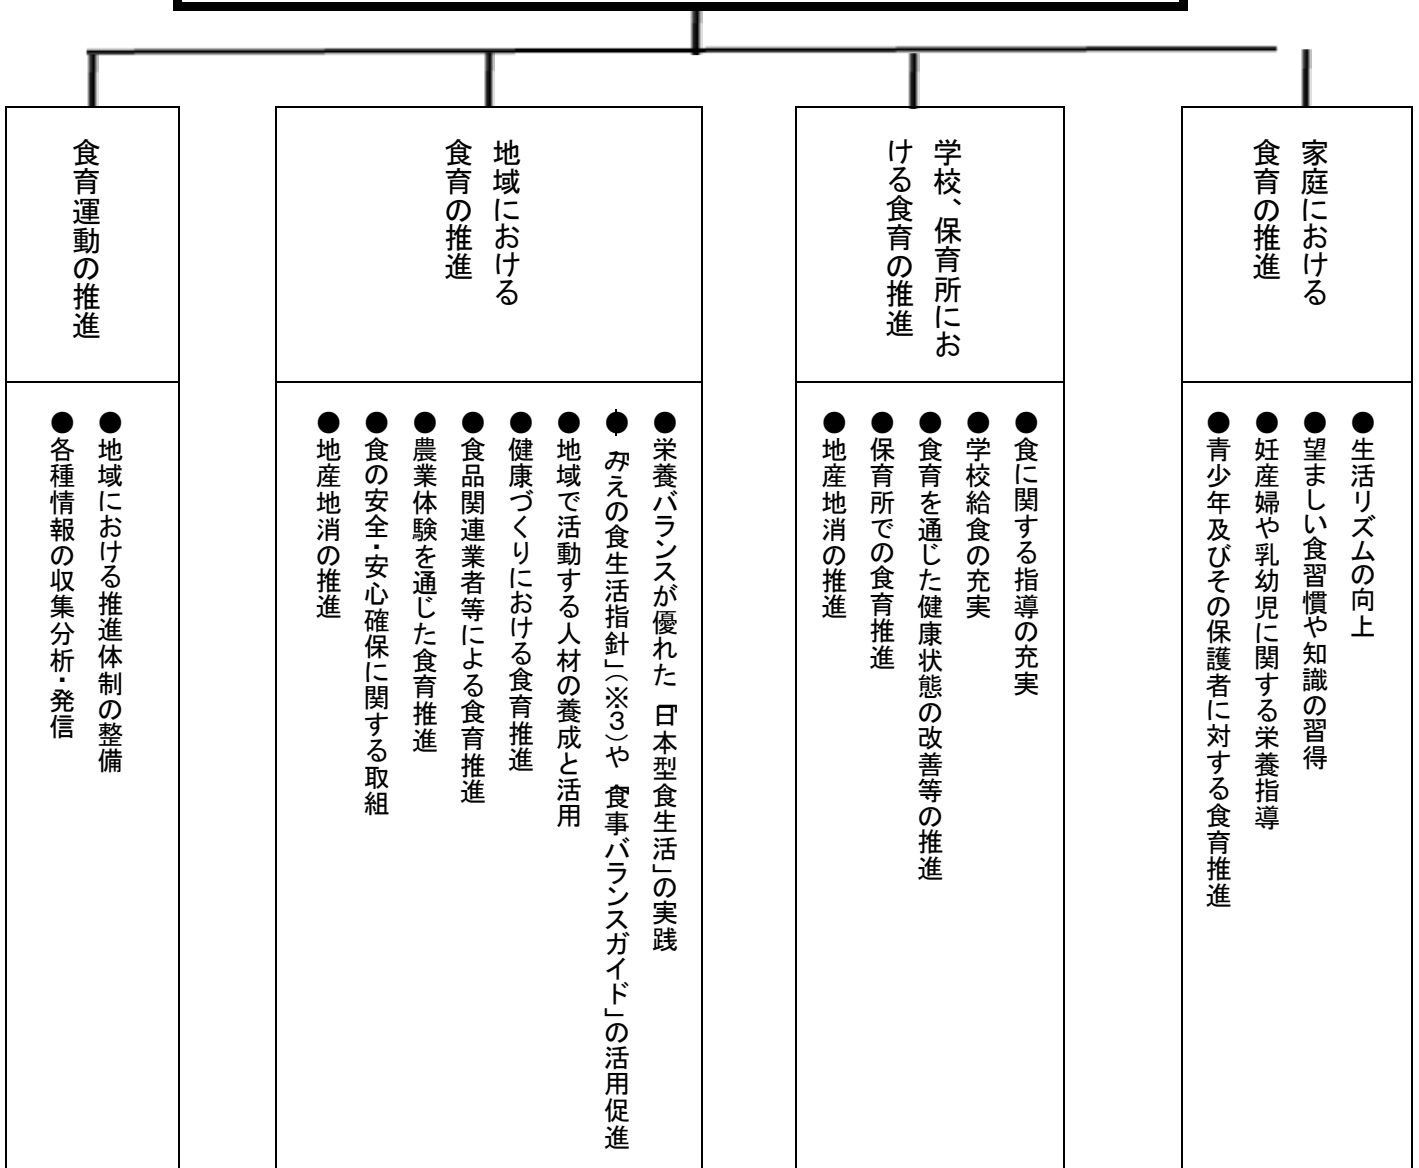 家庭における
食育の推進
●生活リズムの向上
●望ましい食習慣や知識の習得
●妊産婦や乳幼児に関する栄養指導
●青少年及びその保護者に対する食育推進
学校、保育所にお
ける食育の推進
●食に関する指導の充実
●学校給食の充実
●食育を通じた健康状態の改善等の推進
●保育所での食育推進
●地産地消の推進
地域における
食育の推進
●栄養バランスが優れた「日本型食生活」の実践
●「みえの食生活指針」（※３）や「食事バランスガイド」の活用促進
●地域で活動する人材の養成と活用
●健康づくりにおける食育推進
●食品関連業者等による食育推進
●農業体験を通じた食育推進
●食の安全・安心確保に関する取組
●地産地消の推進
食育運動の推進
●地域における推進体制の整備
●各種情報の収集分析・発信